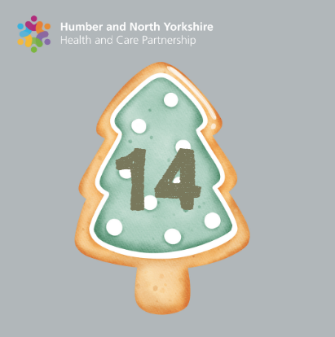 Humber and North Yorkshire
Health and Care Partnership
14